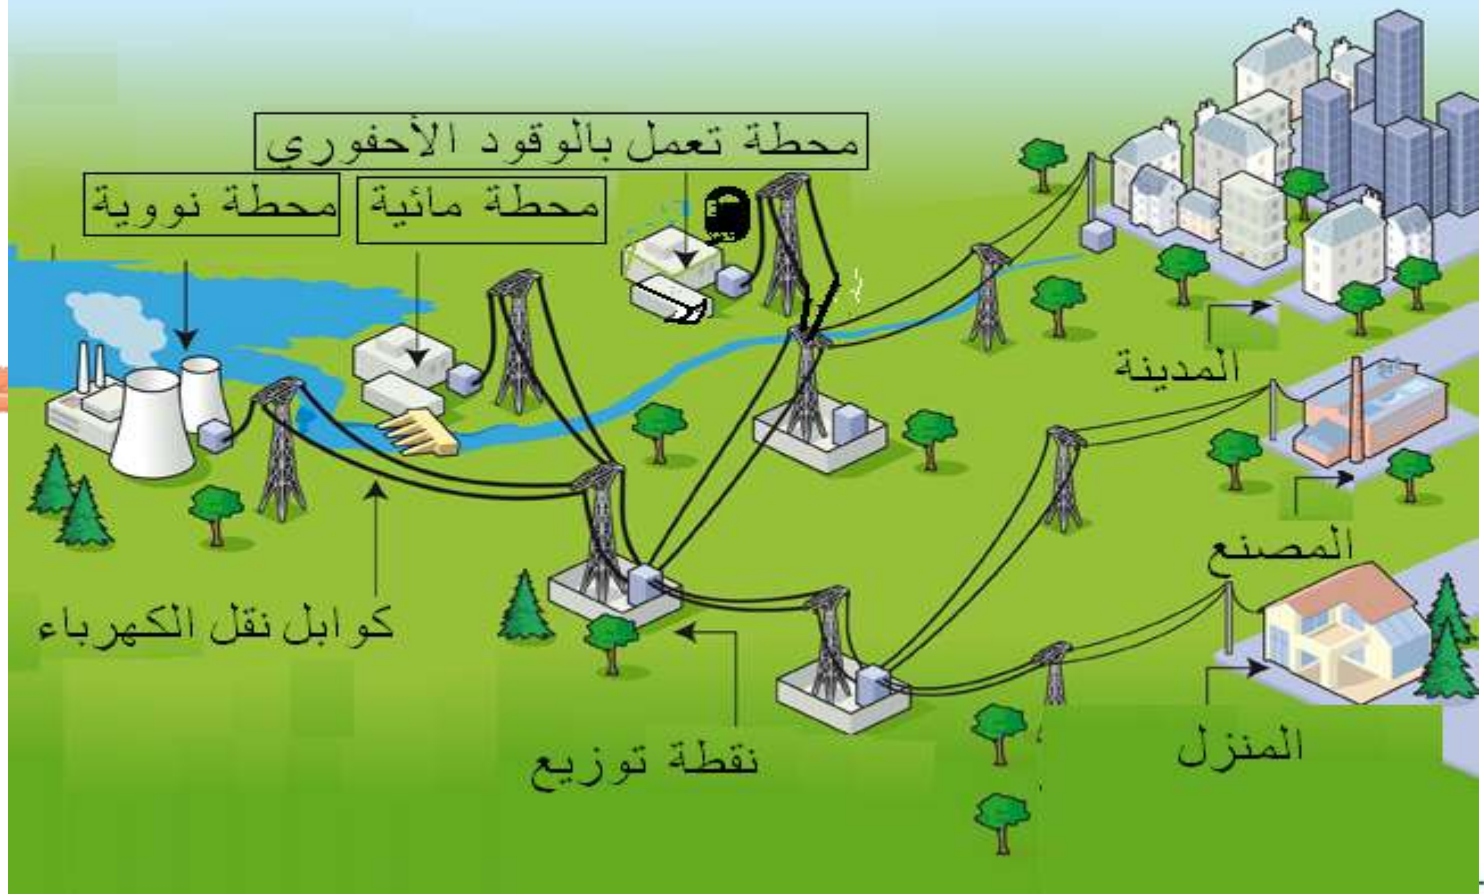 محطة تعمل بالوقود الأحفوري
محطة مائية
محطة نووية
المدينة
المصنع
كوابل نقل الكهرباء
المنزل
نقطة توزيع